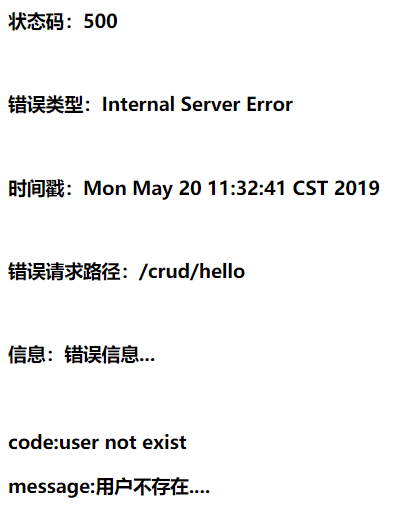 状态码：500
错误类型：Internal Server Error
时间戳：Mon May 20 11:32:41 CST 2019
错误请求路径：/crud/hello
信息：错误信息...
code:user not exist
message:用户不存在....